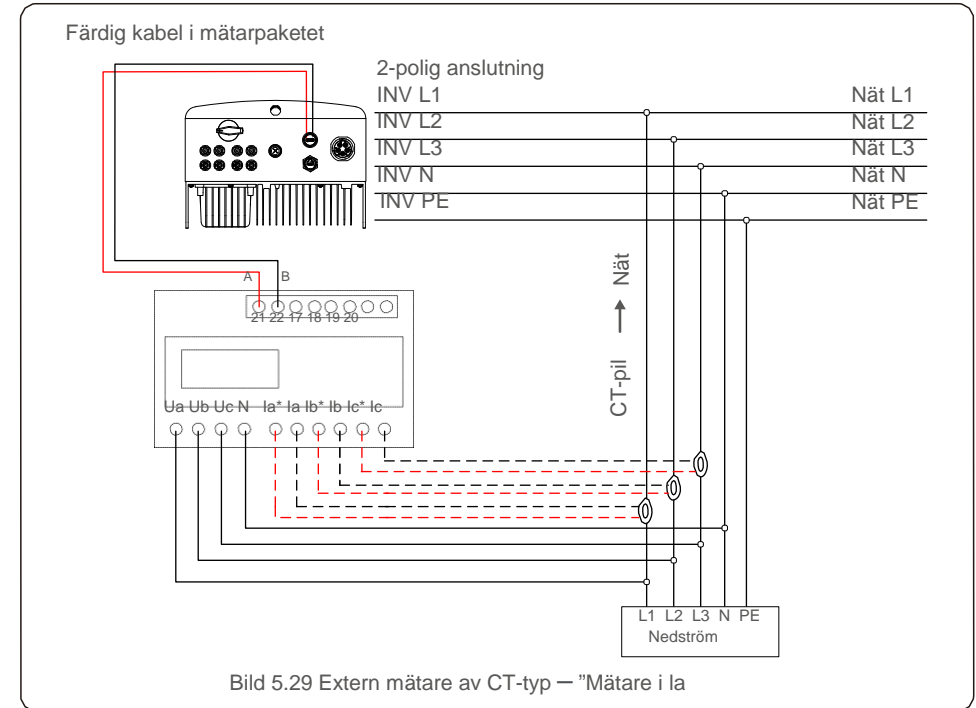 Färdig kabel i mätarpaketet
2-polig anslutning
INV L1 Nät L1
INV L2 Nät L2
INV L3 Nät L3
INV N Nät N
INV PE Nät PE
A B
21 22 17 18 19 20
CT-pil → Nät
Ua Ub Uc N Ia* Ia Ib* Ib Ic* Ic
L1 L2 L3 N PE
Nedström
Bild 5.29 Extern mätare av CT-typ — ”Mätare i la